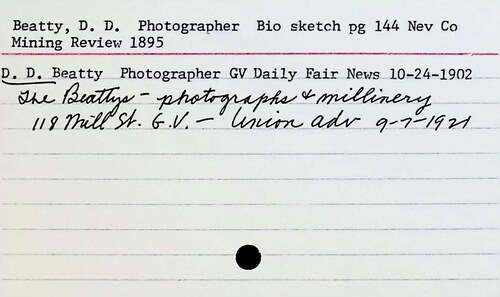 Beatty, D. D. Photographer Bio sketch pg 144 Nev Co
Mining Review 1895
D. D. Beatty Photographer GV Daily Fair News 10-24-1902
The Beattys - photographs & millinery
118 Mill St. G.V. - Union adv 9-7-1921